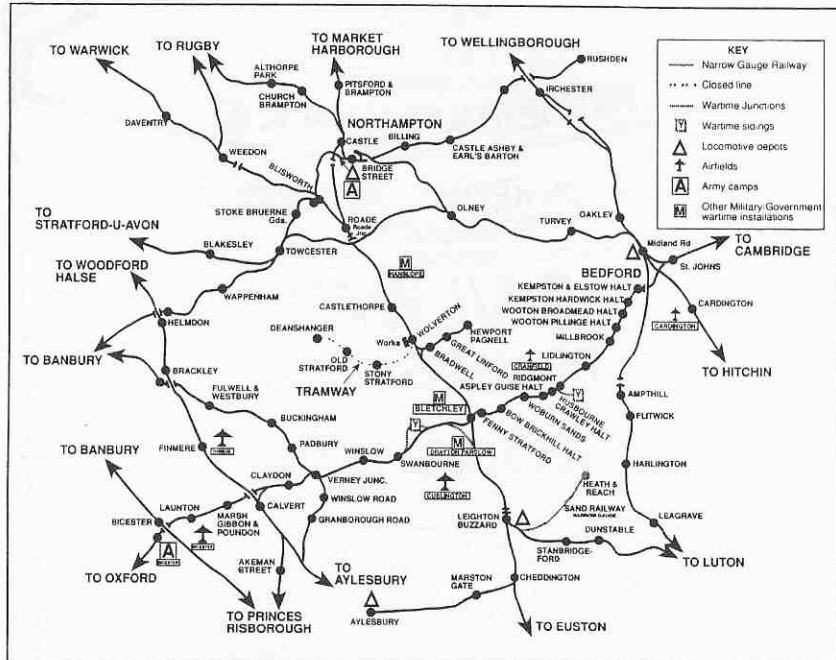 TO WARWICK
TO RUGBY
TO MARKET
HARBOROUGH
TO WELLINGBOROUGH
RUSHDEN
KEY
Narrow Gauge Railway
Closed line
Wartime Junctions
Y
Wartime sidings
Locomotive depots
Airfields
A
Army camps
M
Other Military/Government
wartime installations
ALTHORPE
PARK
PITSFORD &
BRAMPTON
CHURCH
BRAMPTON
IRCHESTER
DAVENTRY
NORTHAMPTON
CASTLE
BILLING
WEEDON
BRIDGE
STREET
CASTLE ASHBY &
EARL'S BARTON
BLISWORTH
A
TO
STRATFORD-U-AVON
STOKE BRUERNE
Gds.
ROADE
Roade
Jnc.
OLNEY
TURVEY
OAKLEY
Midland Rd
TO
CAMBRIDGE
BLAKESLEY
TOWCESTER
ST. JOHNS
BEDFORD
TO WOODFORD
HALSE
M
HANSLOPE
KEMPSTON & ELSTOW HALT
WAPPENHAM
KEMPSTON HARDWICK HALT
CARDINGTON
CASTLETHORPE
WOOTON BROADMEAD HALT
HELMDON
WOOTON PILLINGE HALT
CARDINGTON
DEANSHANGER
WOLVERTON
Works
NEWPORT
PAGNELL
MILLBROOK
TO BANBURY
OLD
STRATFORD
GREAT LINFORD
BRADWELL
CRANFIELD
LIDLINGTON
TO HITCHIN
BRACKLEY
TRAMWAY
STONY
STRATFORD
RIDGMONT
ASPLEY GUISE HALT
Y
AMPTHILL
FULWELL &
WESTBURY
M
BLETCHLEY
HUSBOURNE
CRAWLEY HALT
WOBURN SANDS
FLITWICK
BUCKINGHAM
BOW BRICKHILL HALT
FENNY STRATFORD
Y
M
DRAYTON PARSLOW
TO BANBURY
FINMERE
PADBURY
WINSLOW
SWANBOURNE
HARLINGTON
CLAYDON
VERNEY JUNC.
CUBLINGTON
HEATH &
REACH
LAUNTON
CALVERT
WINSLOW ROAD
BICESTER
MARSH
GIBBON &
POUNDON
GRANBOROUGH ROAD
LEIGHTON
BUZZARD
SAND RAILWAY
DUNSTABLE
LEAGRAVE
A
BICESTER
STANBRIDGE-
FORD
TO LUTON
TO OXFORD
AKEMAN
STREET
TO
AYLESBURY
MARSTON
GATE
CHEDDINGTON
TO PRINCES
RISBOROUGH
AYLESBURY
TO EUSTON